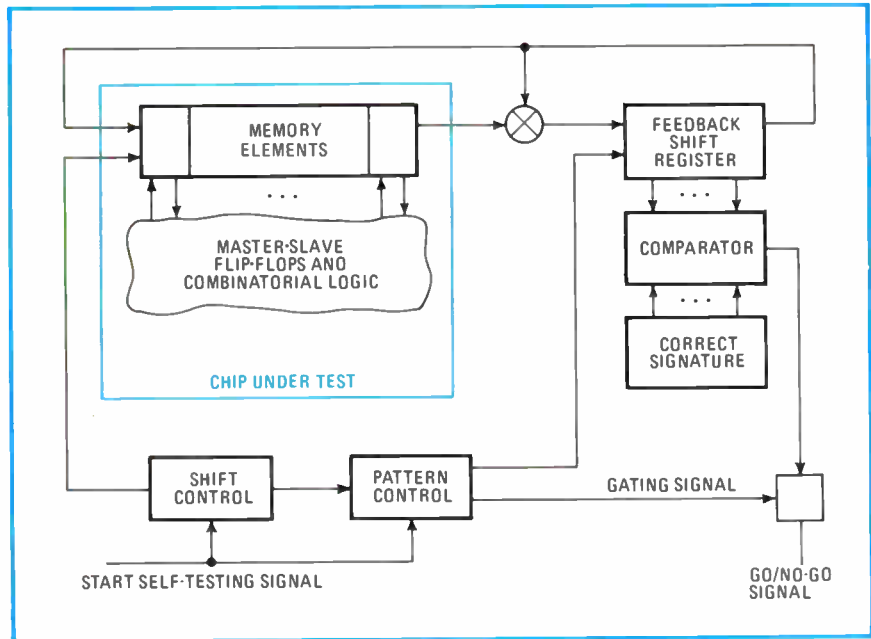 MEMORY
ELEMENTS
. . .
MASTER-SLAVE
FLIP-FLOPS AND
COMBINATORIAL LOGIC
CHIP UNDER TEST
FEEDBACK
SHIFT
REGISTER
. . .
COMPARATOR
. . .
CORRECT
SIGNATURE
SHIFT
CONTROL
PATTERN
CONTROL
GATING SIGNAL
START SELF-TESTING SIGNAL
GO/NO-GO
SIGNAL